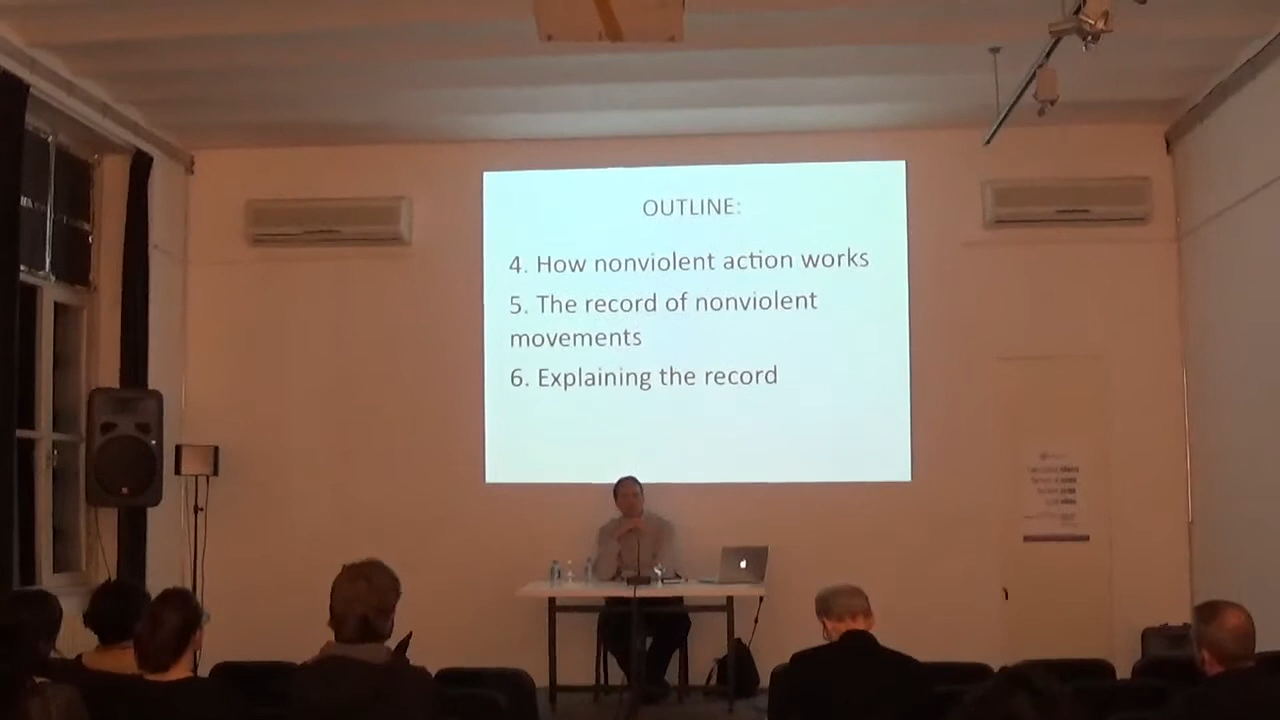 OUTLINE:
4. How nonviolent action works
5. The record of nonviolent
movements
6. Explaining the record